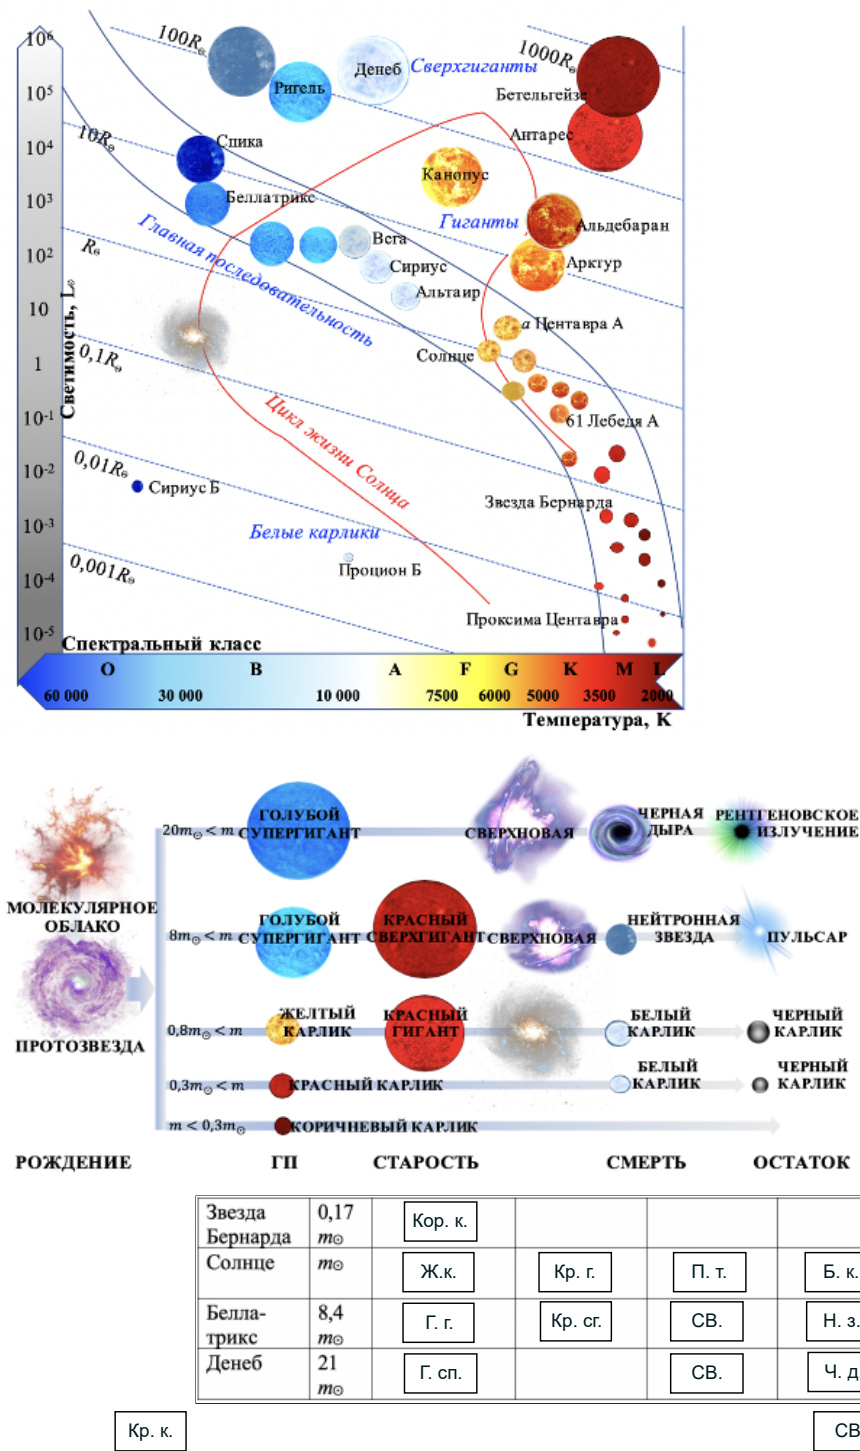 10⁶
10⁵
10⁴
10³
10²
10
1
10⁻¹
10⁻²
10⁻³
10⁻⁴
10⁻⁵
Светимость, L⊙
100R⊙
1000R⊙
10R⊙
R⊙
0,1R⊙
0,01R⊙
0,001R⊙
Денеб
Сверхгиганты
Ригель
Бетельгейзе
Антарес
Спика
Канопус
Беллатрикс
Гиганты
Альдебаран
Главная последовательность
Вега
Арктур
Сириус
Альтаир
а Центавра А
Солнце
Цикл жизни Солнца
61 Лебедя А
Сириус Б
Звезда Бернарда
Белые карлики
Процион Б
Проксима Центавра
Спектральный класс
O B A F G K M L
60 000 30 000 10 000 7500 6000 5000 3500 2000
Температура, К
МОЛЕКУЛЯРНОЕ
ОБЛАКО
ПРОТОЗВЕЗДА
20m⊙ < m
ГОЛУБОЙ
СУПЕРГИГАНТ
СВЕРХНОВАЯ
ЧЕРНАЯ
ДЫРА
РЕНТГЕНОВСКОЕ
ИЗЛУЧЕНИЕ
8m⊙ < m
ГОЛУБОЙ
СУПЕРГИГАНТ
КРАСНЫЙ
СВЕРХГИГАНТ
СВЕРХНОВАЯ
НЕЙТРОННАЯ
ЗВЕЗДА
ПУЛЬСАР
0,8m⊙ < m
ЖЕЛТЫЙ
КАРЛИК
КРАСНЫЙ
ГИГАНТ
БЕЛЫЙ
КАРЛИК
ЧЕРНЫЙ
КАРЛИК
0,3m⊙ < m
КРАСНЫЙ КАРЛИК
БЕЛЫЙ
КАРЛИК
ЧЕРНЫЙ
КАРЛИК
m < 0,3m⊙
КОРИЧНЕВЫЙ КАРЛИК
РОЖДЕНИЕ ГП СТАРОСТЬ СМЕРТЬ ОСТАТОК
Звезда 0,17
Бернарда m⊙ Кор. к.
Солнце m⊙ Ж.к. Кр. г. П. т. Б. к.
Белла- 8,4
трикс m⊙ Г. г. Кр. сг. СВ. Н. з.
Денеб 21
m⊙ Г. сп. СВ. Ч. д
Кр. к. СВ